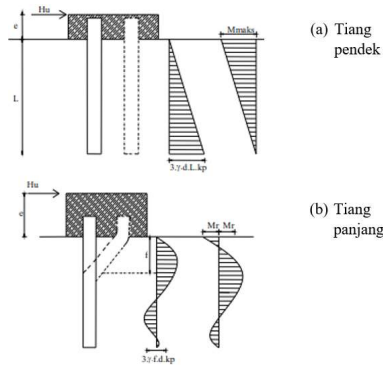 Hu
e
Mmaks
(a) Tiang
pendek
L
3.γ.d.L.kp
Hu
e
Mr Mr
(b) Tiang
panjang
f
3.γ.f.d.kp